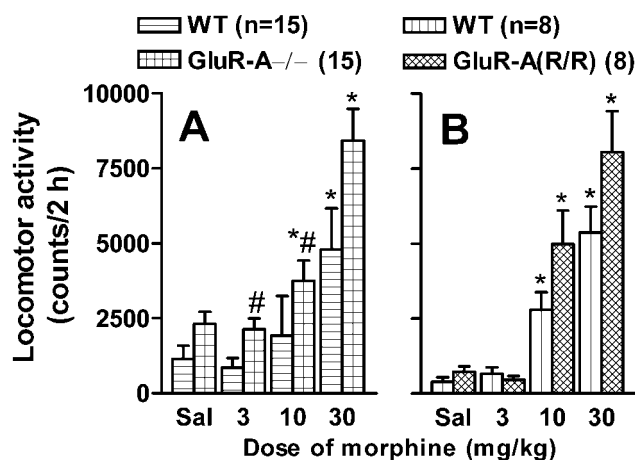 WT (n=15) WT (n=8)
GluR-A−/− (15) GluR-A(R/R) (8)
Locomotor activity
(counts/2 h)
10000
7500
5000
2500
0
A B
* * *# * # * * * *
Sal 3 10 30 Sal 3 10 30
Dose of morphine (mg/kg)